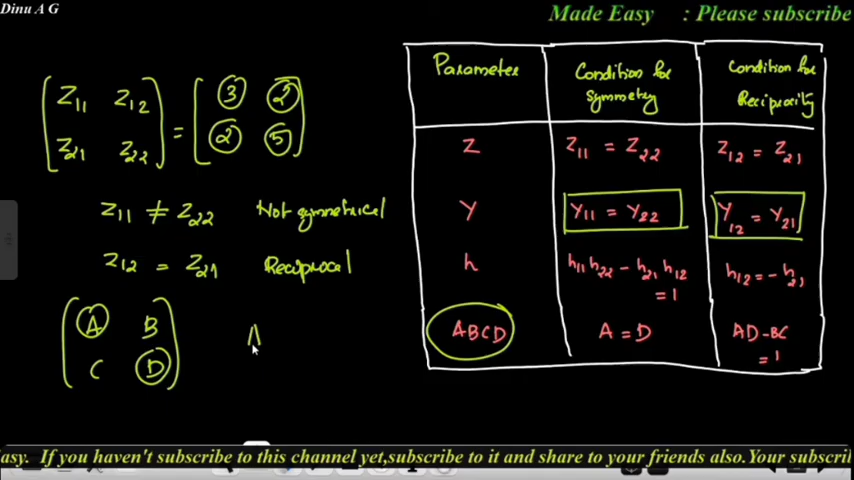 Dinu A G
Made Easy : Please subscribe
[Z11 Z12
Z21 Z22] = [3 2
2 5]
Z11 ≠ Z22 Not symmetrical
Z12 = Z21 Reciprocal
(A B
C D)
A
Parameter Condition for Symmetry Condition for Reciprocity
Z Z11 = Z22 Z12 = Z21
Y Y11 = Y22 Y12 = Y21
h h11 h22 - h21 h12 = 1 h12 = - h21
ABCD A = D AD-BC = 1
asy. If you haven't subscribe to this channel yet,subscribe to it and share to your friends also.Your subscri